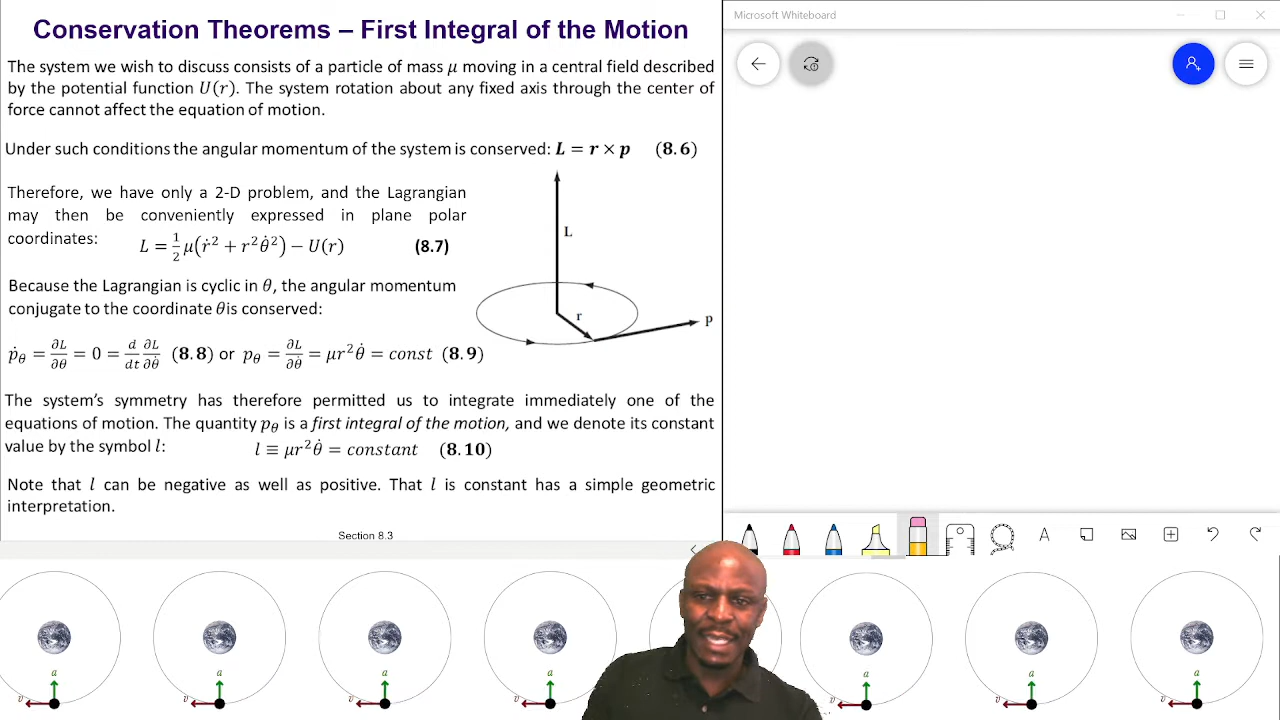 Conservation Theorems – First Integral of the Motion
The system we wish to discuss consists of a particle of mass μ moving in a central field described
by the potential function U(r). The system rotation about any fixed axis through the center of
force cannot affect the equation of motion.
Under such conditions the angular momentum of the system is conserved: L = r × p (8.6)
Therefore, we have only a 2-D problem, and the Lagrangian
may then be conveniently expressed in plane polar
coordinates: L = 1/2 μ(ṙ² + r²θ̇²) − U(r) (8.7)
Because the Lagrangian is cyclic in θ, the angular momentum
conjugate to the coordinate θ is conserved:
ṗ_θ = ∂L/∂θ = 0 = d/dt ∂L/∂θ̇ (8.8) or p_θ = ∂L/∂θ̇ = μr²θ̇ = const (8.9)
L
r
p
The system’s symmetry has therefore permitted us to integrate immediately one of the
equations of motion. The quantity p_θ is a first integral of the motion, and we denote its constant
value by the symbol l: l ≡ μr²θ̇ = constant (8.10)
Note that l can be negative as well as positive. That l is constant has a simple geometric
interpretation.
Section 8.3
Microsoft Whiteboard
A
a
v
a
v
a
v
a
v
a
v
a
v
a
v